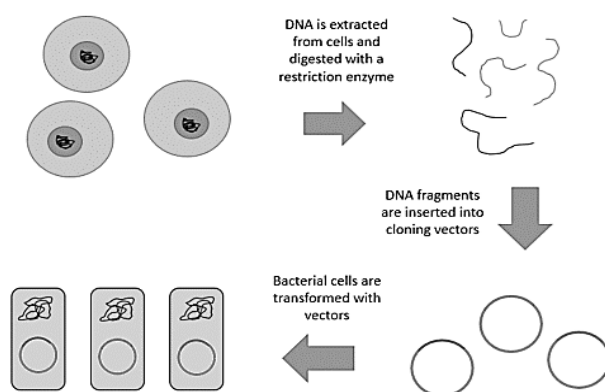 DNA is extracted
from cells and
digested with a
restriction enzyme
DNA fragments
are inserted into
cloning vectors
Bacterial cells are
transformed with
vectors